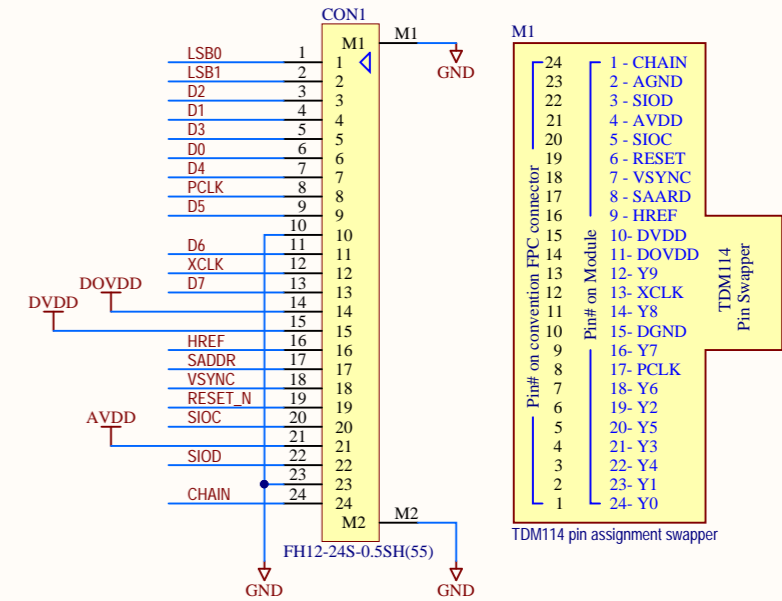 CON1
M1
M1
GND
LSB0 1 1
LSB1 2 2
D2 3 3
D1 4 4
D3 5 5
D0 6 6
D4 7 7
PCLK 8 8
D5 9 9
10 10
D6 11 11
XCLK 12 12
D7 13 13
DOVDD 14 14
DVDD 15 15
HREF 16 16
SADDR 17 17
VSYNC 18 18
RESET_N 19 19
SIOC 20 20
AVDD 21 21
SIOD 22 22
23 23
CHAIN 24 24
M2
M2
FH12-24S-0.5SH(55)
GND
GND
M1
24 1 - CHAIN
23 2 - AGND
22 3 - SIOD
21 4 - AVDD
20 5 - SIOC
19 6 - RESET
18 7 - VSYNC
17 8 - SAARD
16 9 - HREF
15 10- DVDD
14 11- DOVDD
13 12- Y9
12 13- XCLK
11 14- Y8
10 15- DGND
9 16- Y7
8 17- PCLK
7 18- Y6
6 19- Y2
5 20- Y5
4 21- Y3
3 22- Y4
2 23- Y1
1 24- Y0
Pin# on convention FPC connector
Pin# on Module
TDM114
Pin Swapper
TDM114 pin assignment swapper